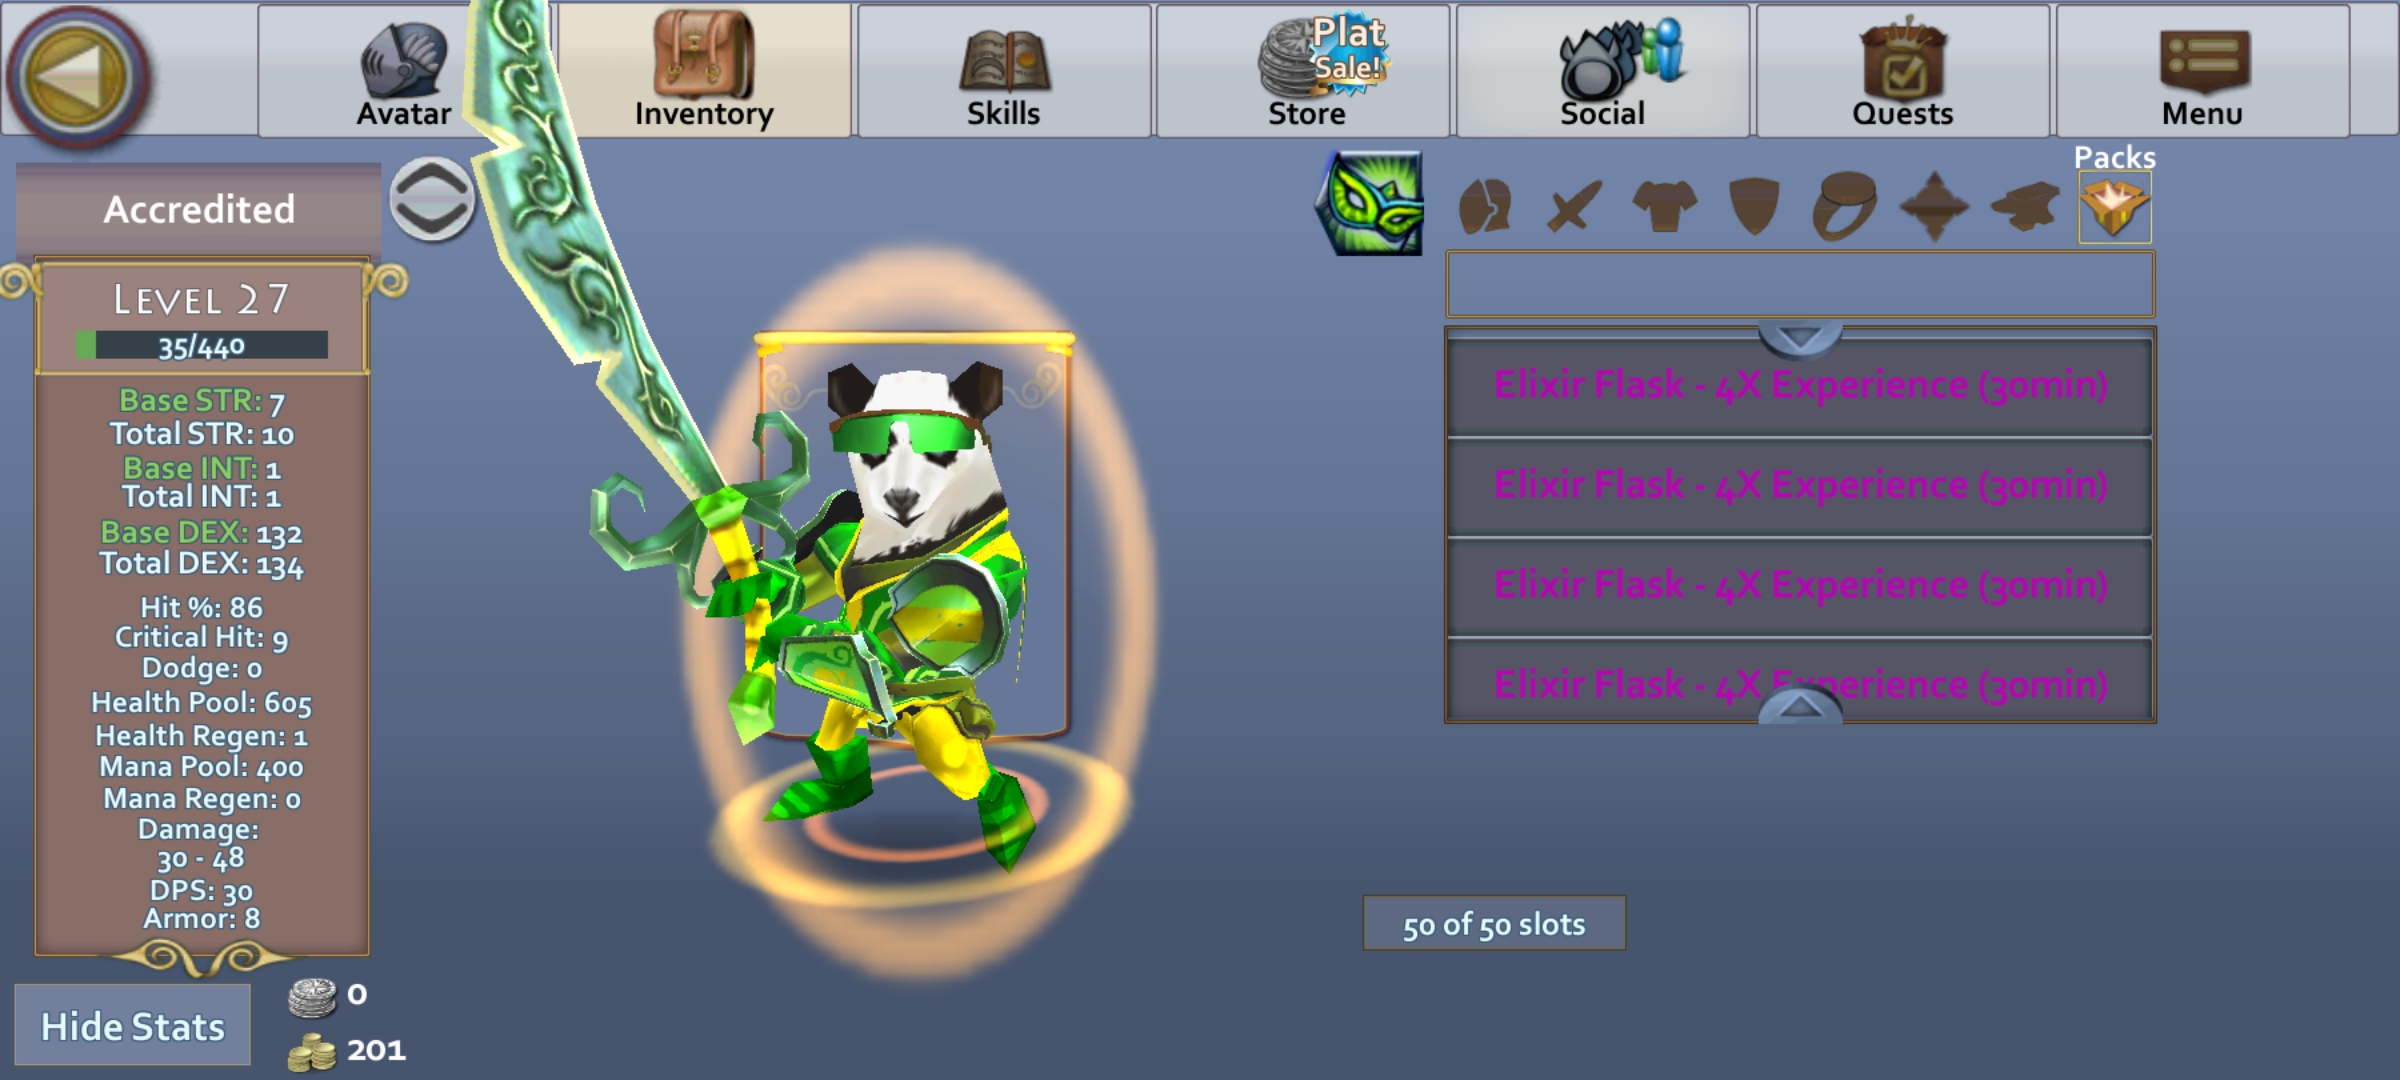 Avatar
Inventory
Skills
Plat
Sale!
Store
Social
Quests
Menu
Packs
Accredited
LEVEL 27
35/440
Base STR: 7
Total STR: 10
Base INT: 1
Total INT: 1
Base DEX: 132
Total DEX: 134
Hit %: 86
Critical Hit: 9
Dodge: 0
Health Pool: 605
Health Regen: 1
Mana Pool: 400
Mana Regen: 0
Damage:
30 - 48
DPS: 30
Armor: 8
Hide Stats
0
201
Elixir Flask - 4X Experience (30min)
Elixir Flask - 4X Experience (30min)
Elixir Flask - 4X Experience (30min)
Elixir Flask - 4X Experience (30min)
50 of 50 slots